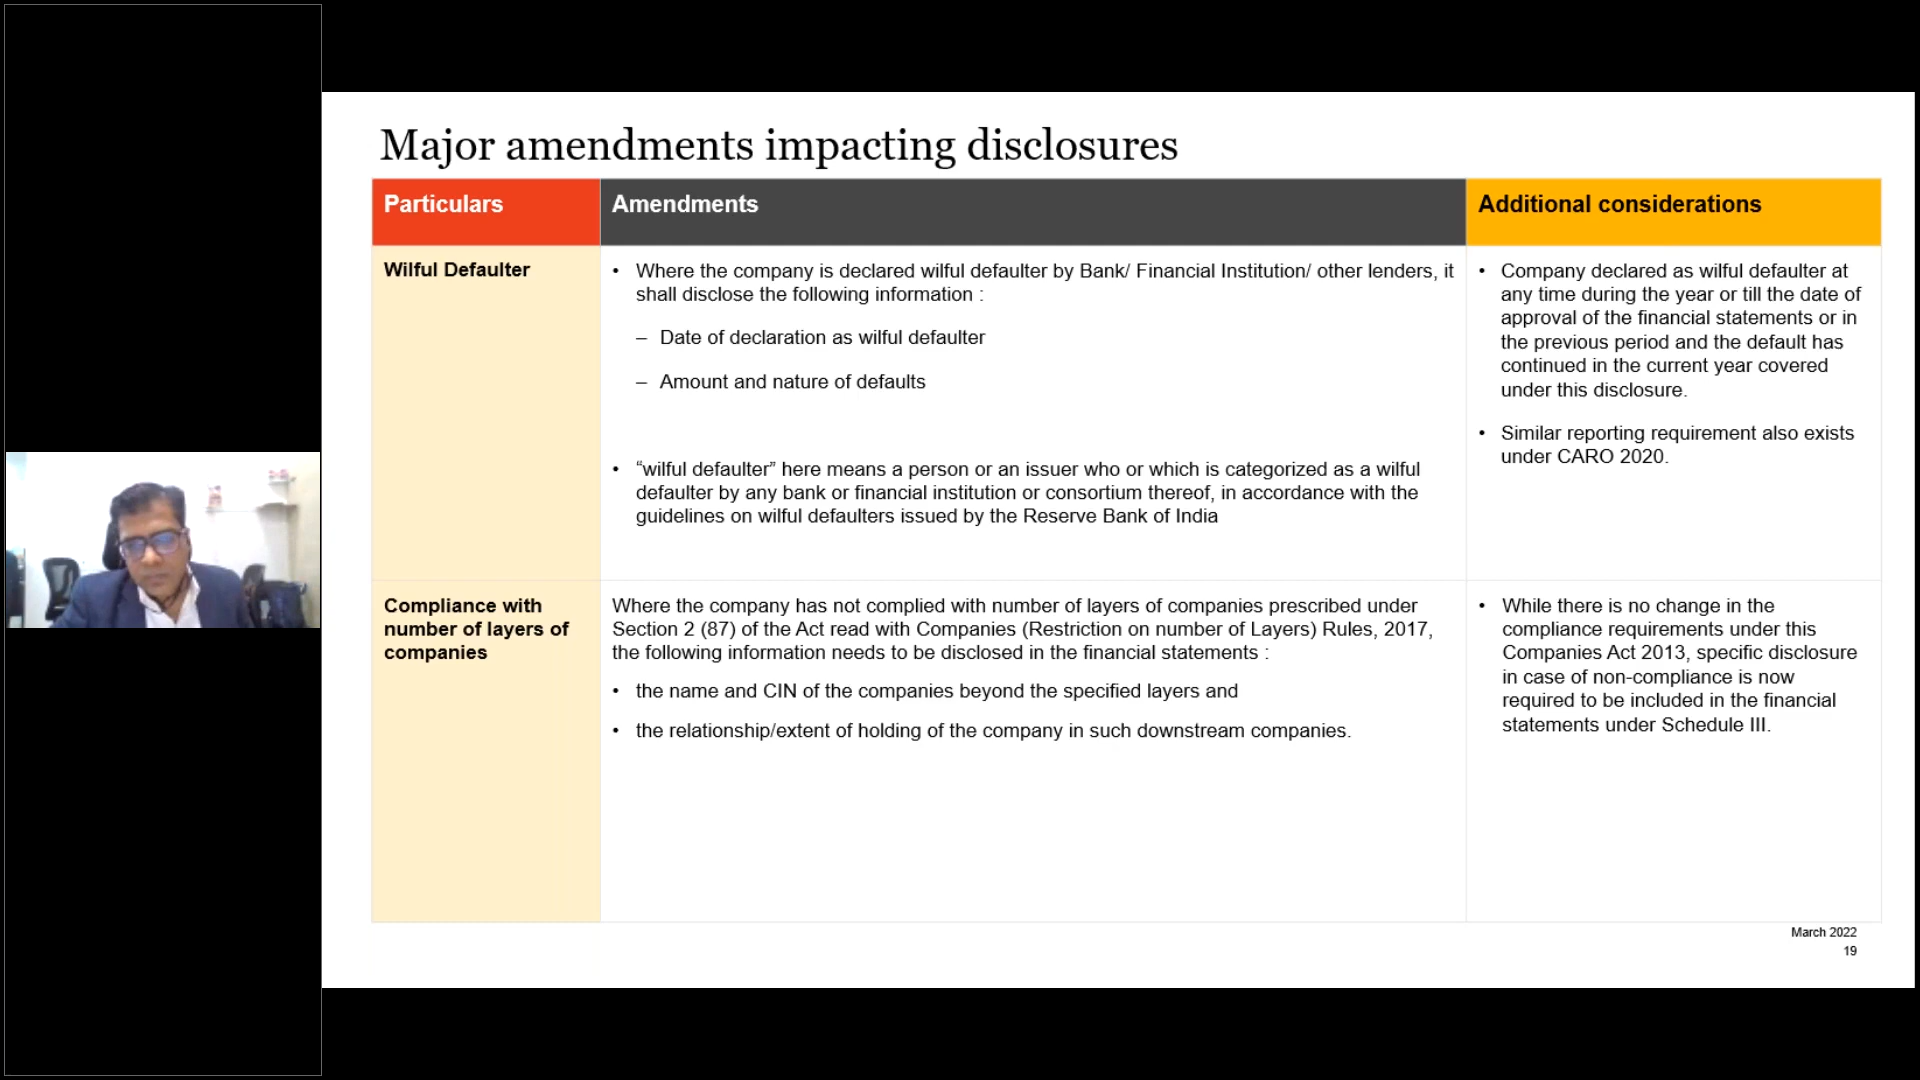 Major amendments impacting disclosures
Particulars
Amendments
Additional considerations
Wilful Defaulter
• Where the company is declared wilful defaulter by Bank/ Financial Institution/ other lenders, it
shall disclose the following information :
– Date of declaration as wilful defaulter
– Amount and nature of defaults
• “wilful defaulter” here means a person or an issuer who or which is categorized as a wilful
defaulter by any bank or financial institution or consortium thereof, in accordance with the
guidelines on wilful defaulters issued by the Reserve Bank of India
• Company declared as wilful defaulter at
any time during the year or till the date of
approval of the financial statements or in
the previous period and the default has
continued in the current year covered
under this disclosure.
• Similar reporting requirement also exists
under CARO 2020.
Compliance with
number of layers of
companies
Where the company has not complied with number of layers of companies prescribed under
Section 2 (87) of the Act read with Companies (Restriction on number of Layers) Rules, 2017,
the following information needs to be disclosed in the financial statements :
• the name and CIN of the companies beyond the specified layers and
• the relationship/extent of holding of the company in such downstream companies.
• While there is no change in the
compliance requirements under this
Companies Act 2013, specific disclosure
in case of non-compliance is now
required to be included in the financial
statements under Schedule III.
March 2022
19